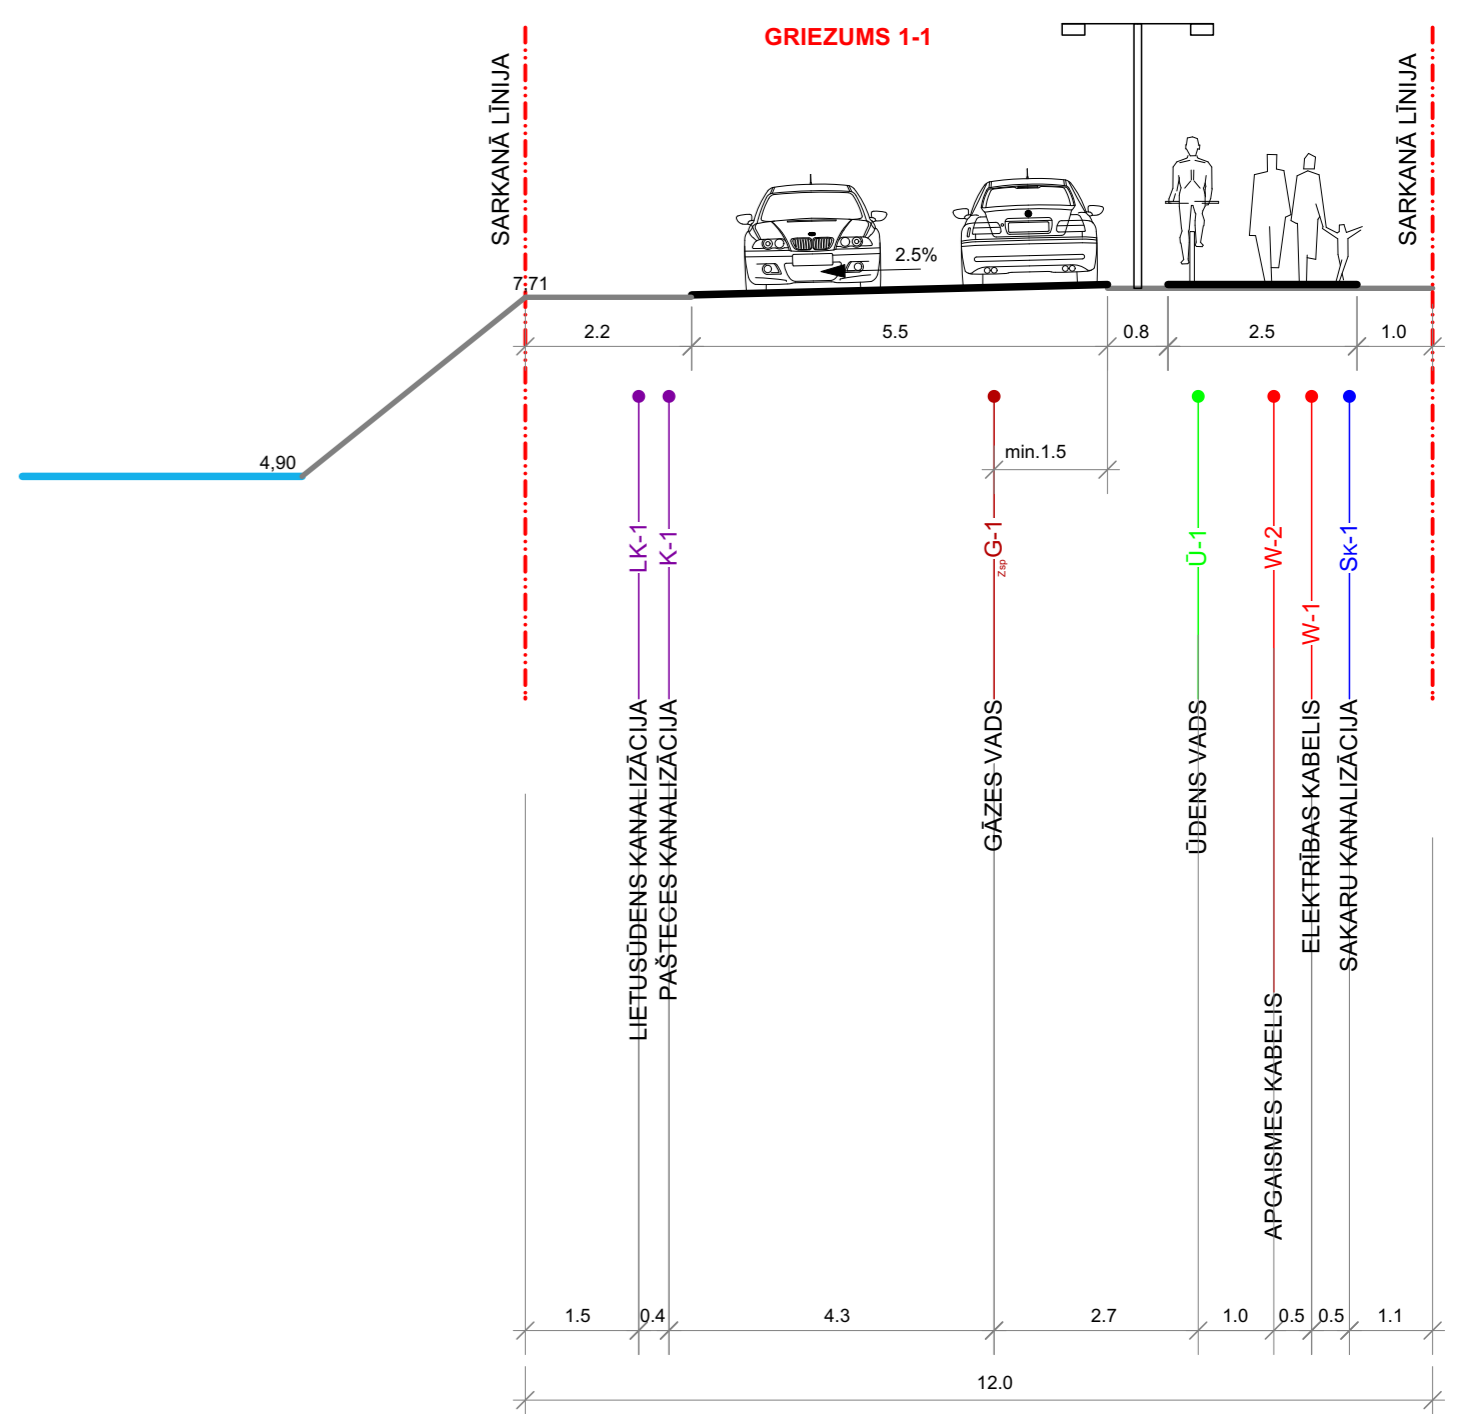 GRIEZUMS 1-1
SARKANĀ LĪNIJA
SARKANĀ LĪNIJA
2.5%
7,71
2.2
5.5
0.8
2.5
1.0
4,90
min.1.5
LK-1
K-1
Zsp G-1
Ū-1
W-2
W-1
SK-1
LIETUSŪDENS KANALIZĀCIJA
PAŠTECES KANALIZĀCIJA
GĀZES VADS
ŪDENS VADS
APGAISMES KABELIS
ELEKTRĪBAS KABELIS
SAKARU KANALIZĀCIJA
1.5
0.4
4.3
2.7
1.0
0.5
0.5
1.1
12.0